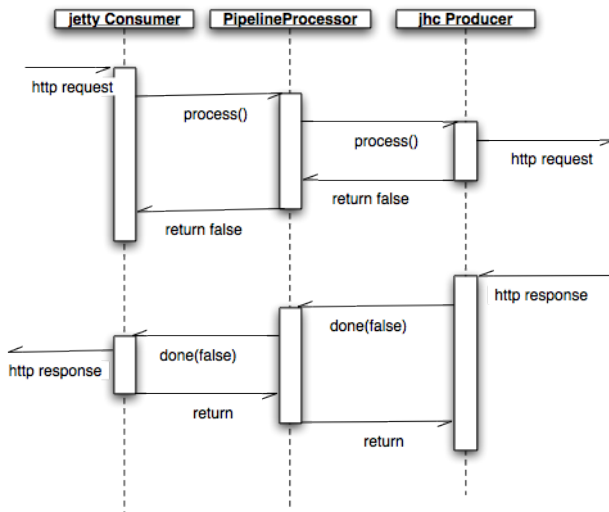 jetty Consumer
PipelineProcessor
jhc Producer
http request
process()
process()
http request
return false
return false
http response
done(false)
done(false)
http response
return
return